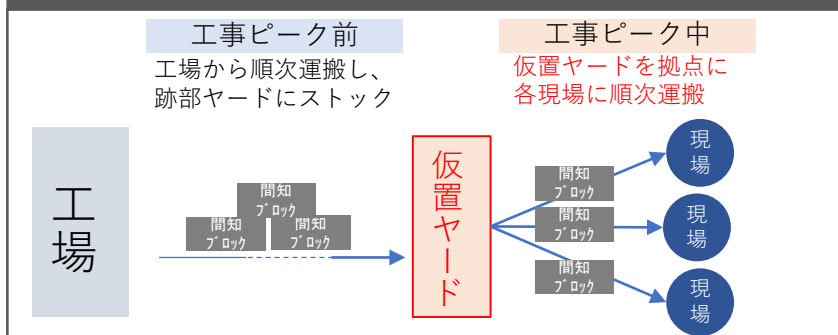 工事ピーク前
工場から順次運搬し、
跡部ヤードにストック
工事ピーク中
仮置ヤードを拠点に
各現場に順次運搬
工場
間知
ﾌﾞﾛｯｸ
間知
ﾌﾞﾛｯｸ
間知
ﾌﾞﾛｯｸ
仮置ヤード
間知
ﾌﾞﾛｯｸ
間知
ﾌﾞﾛｯｸ
間知
ﾌﾞﾛｯｸ
現場
現場
現場